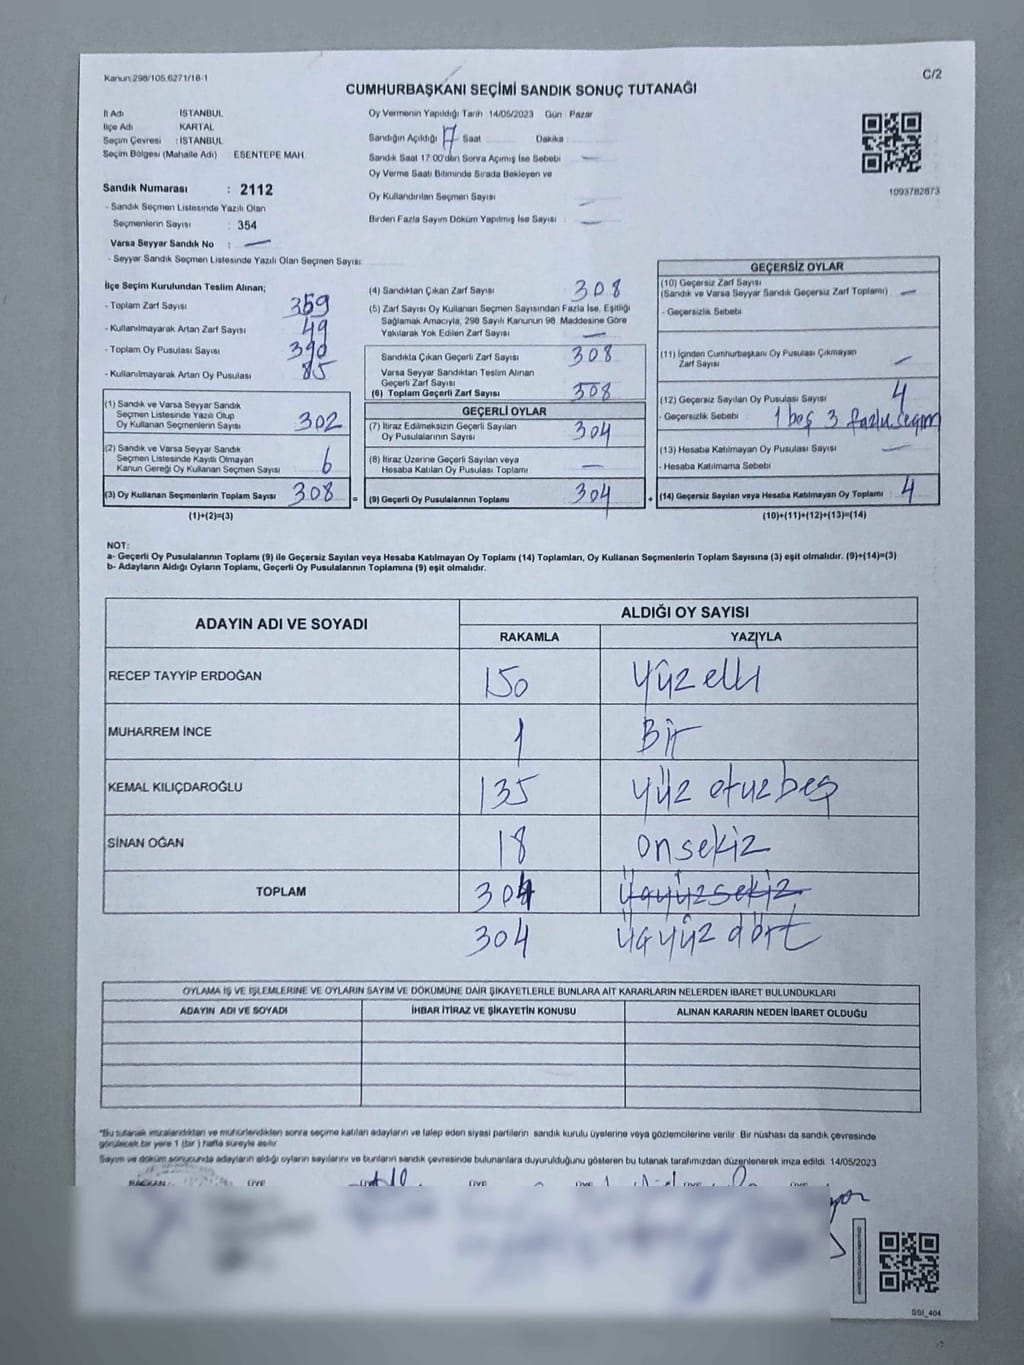 Kanun 298/105.6271/18-1
C/2
CUMHURBAŞKANI SEÇİMİ SANDIK SONUÇ TUTANAĞI
İl Adı İSTANBUL
İlçe Adı KARTAL
Seçim Çevresi : İSTANBUL
Seçim Bölgesi (Mahalle Adı) ESENTEPE MAH.
Sandık Numarası : 2112
- Sandık Seçmen Listesinde Yazılı Olan
Seçmenlerin Sayısı : 354
Varsa Seyyar Sandık No :
- Seyyar Sandık Seçmen Listesinde Yazılı Olan Seçmen Sayısı
Oy Vermenin Yapıldığı Tarih 14/05/2023 Gün Pazar
Sandığın Açıldığı 17 Saat Dakika
Sandık Saat 17:00'den Sonra Açımış İse Sebebi
Oy Verme Saati Bitiminde Sırada Bekleyen ve
Oy Kullandırılan Seçmen Sayısı
Birden Fazla Sayım Döküm Yapılmış İse Sayısı
1093782873
İlçe Seçim Kurulundan Teslim Alınan;
- Toplam Zarf Sayısı 359
- Kullanılmayarak Artan Zarf Sayısı 49
- Toplam Oy Pusulası Sayısı 390
- Kullanılmayarak Artan Oy Pusulası 85
(1) Sandık ve Varsa Seyyar Sandık
Seçmen Listesinde Yazılı Olup
Oy Kullanan Seçmenlerin Sayısı 302
(2) Sandık ve Varsa Seyyar Sandık
Seçmen Listesinde Kayıtlı Olmayan
Kanun Gereği Oy Kullanan Seçmen Sayısı 6
(3) Oy Kullanan Seçmenlerin Toplam Sayısı 308
(1)+(2)=(3)
(4) Sandıktan Çıkan Zarf Sayısı 308
(5) Zarf Sayısı Oy Kullanan Seçmen Sayısından Fazla İse, Eşitliği
Sağlamak Amacıyla, 298 Sayılı Kanunun 98. Maddesine Göre
Yakılarak Yok Edilen Zarf Sayısı
Sandıkta Çıkan Geçerli Zarf Sayısı 308
Varsa Seyyar Sandıktan Teslim Alınan
Geçerli Zarf Sayısı
(6) Toplam Geçerli Zarf Sayısı 308
GEÇERLİ OYLAR
(7) İtiraz Edilmeksizin Geçerli Sayılan
Oy Pusulalarının Sayısı 304
(8) İtiraz Üzerine Geçerli Sayılan veya
Hesaba Katılan Oy Pusulası Toplamı
= (9) Geçerli Oy Pusulalarının Toplamı 304 +
GEÇERSİZ OYLAR
(10) Geçersiz Zarf Sayısı
(Sandık ve Varsa Seyyar Sandık Geçersiz Zarf Toplamı)
- Geçersizlik Sebebi
(11) İçinden Cumhurbaşkanı Oy Pusulası Çıkmayan
Zarf Sayısı
(12) Geçersiz Sayılan Oy Pusulası Sayısı 4
- Geçersizlik Sebebi 1 boş 3 fazla seçim
(13) Hesaba Katılmayan Oy Pusulası Sayısı
- Hesaba Katılmama Sebebi
(14) Geçersiz Sayılan veya Hesaba Katılmayan Oy Toplamı : 4
(10)+(11)+(12)+(13)=(14)
NOT:
a- Geçerli Oy Pusulalarının Toplamı (9) ile Geçersiz Sayılan veya Hesaba Katılmayan Oy Toplamı (14) Toplamları, Oy Kullanan Seçmenlerin Toplam Sayısına (3) eşit olmalıdır. (9)+(14)=(3)
b- Adayların Aldığı Oyların Toplamı, Geçerli Oy Pusulalarının Toplamına (9) eşit olmalıdır.
ADAYIN ADI VE SOYADI
ALDIĞI OY SAYISI
RAKAMLA YAZIYLA
RECEP TAYYİP ERDOĞAN 150 Yüz elli
MUHARREM İNCE 1 Bir
KEMAL KILIÇDAROĞLU 135 Yüz otuz beş
SİNAN OĞAN 18 On sekiz
TOPLAM 304 Üçyüzsekiz
304 üçyüz dört
OYLAMA İŞ VE İŞLEMLERİNE VE OYLARIN SAYIM VE DÖKÜMÜNE DAİR ŞİKAYETLERLE BUNLARA AİT KARARLARIN NELERDEN İBARET BULUNDUKLARI
ADAYIN ADI VE SOYADI İHBAR İTİRAZ VE ŞİKAYETİN KONUSU ALINAN KARARIN NEDEN İBARET OLDUĞU
*Bu tutanak imzalandıktan ve mühürlendikten sonra seçime katılan adayların ve talep eden siyasi partilerin sandık kurulu üyelerine veya gözlemcilerine verilir. Bir nüshası da sandık çevresinde
görülecek bir yere 1 (bir) hafta süreyle asılır.
Sayım ve döküm sonucunda adayların aldığı oyların sayılarını ve bunların sandık çevresinde bulunanlara duyurulduğunu gösteren bu tutanak tarafımızdan düzenlenerek imza edildi. 14/05/2023
BAŞKAN ÜYE ÜYE ÜYE ÜYE
SSI_404